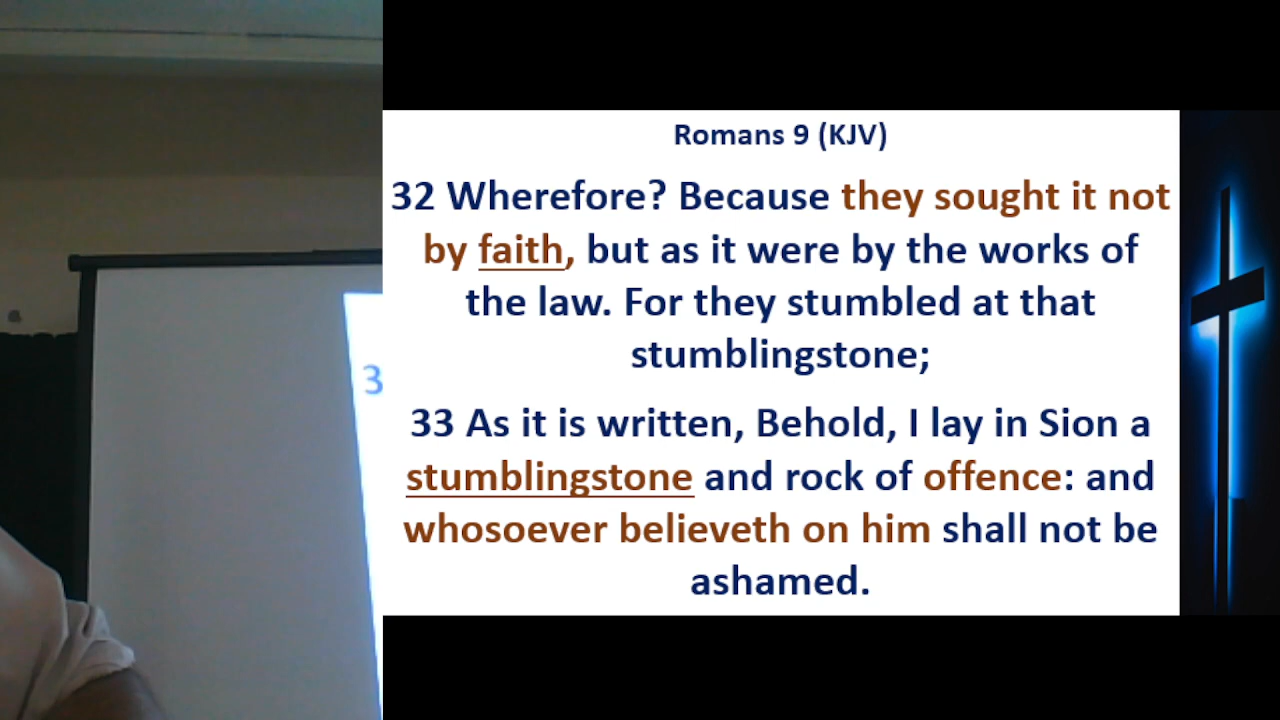 Romans 9 (KJV)
32 Wherefore? Because they sought it not
by faith, but as it were by the works of
the law. For they stumbled at that
stumblingstone;
33 As it is written, Behold, I lay in Sion a
stumblingstone and rock of offence: and
whosoever believeth on him shall not be
ashamed.
3